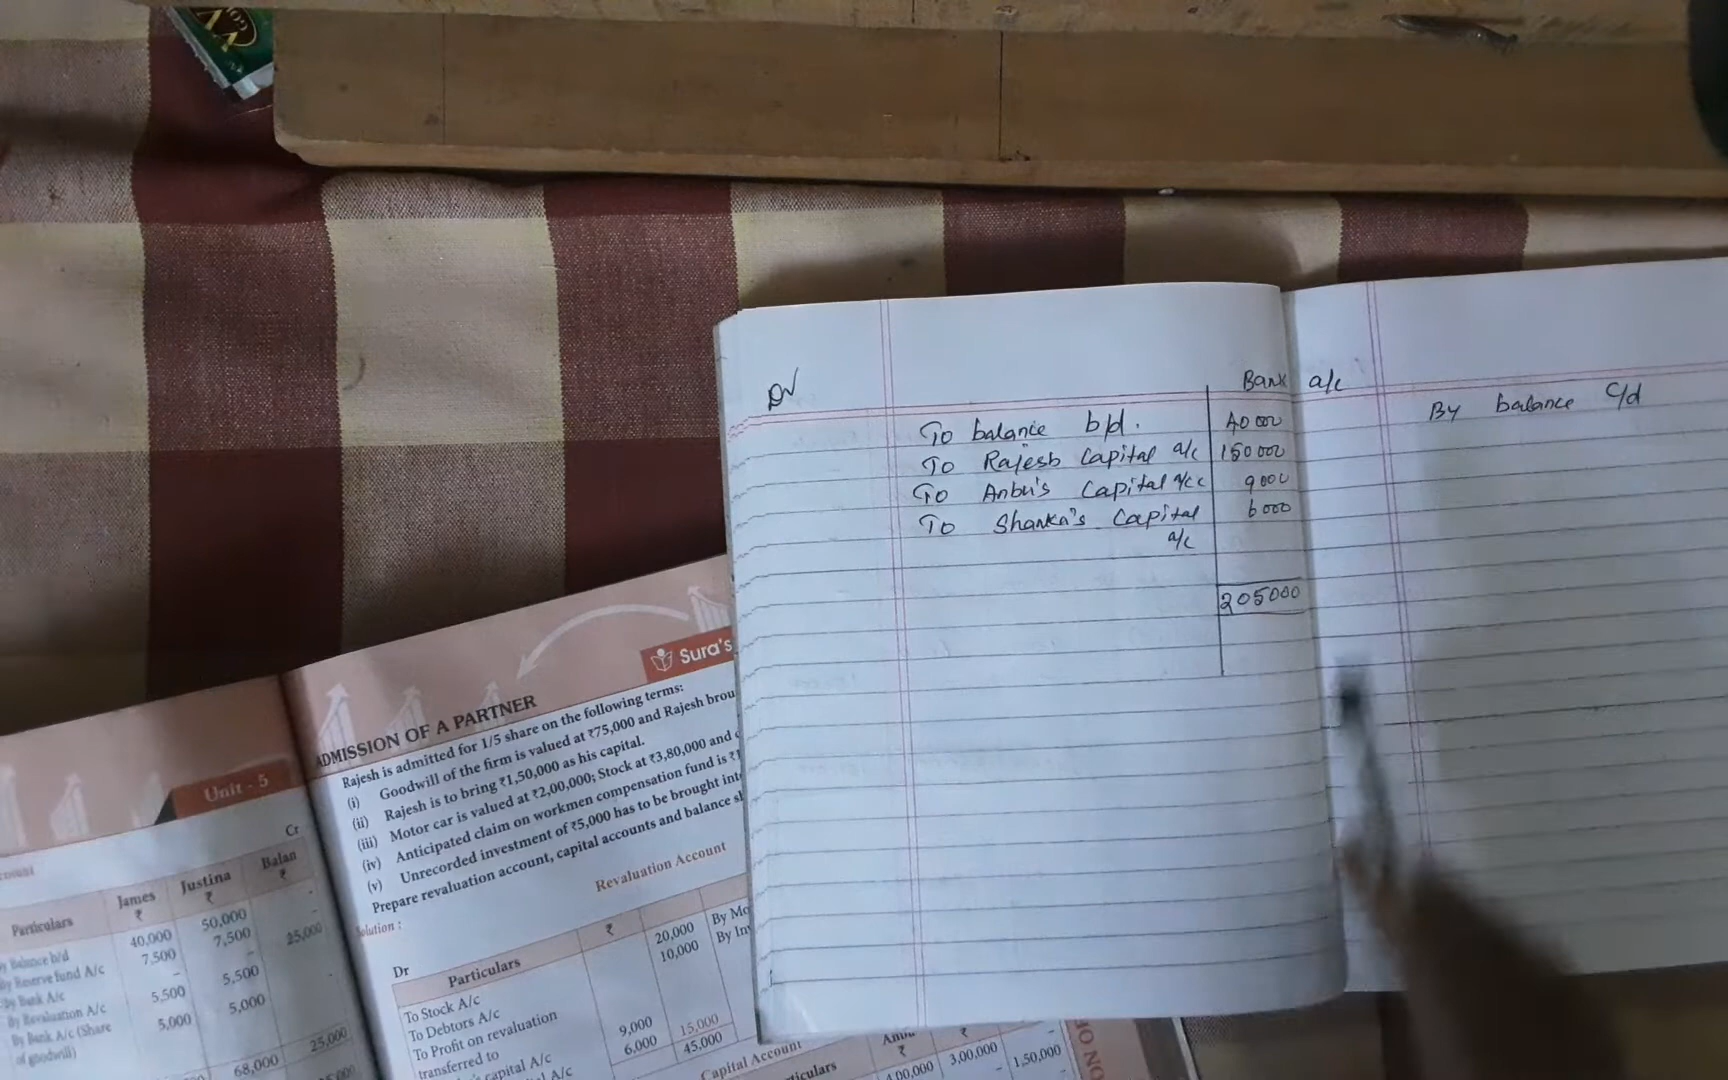 Dr
Bank a/c
To balance b/d. 40000
To Rajesh Capital a/c 150000
To Anbu's Capital a/cc 9000
To Shanka's Capital 6000
a/c
205000
By balance c/d
Sura's
ADMISSION OF A PARTNER
Rajesh is admitted for 1/5 share on the following terms:
(i) Goodwill of the firm is valued at ₹75,000 and Rajesh brou
(ii) Rajesh is to bring ₹1,50,000 as his capital.
(iii) Motor car is valued at ₹2,00,000; Stock at ₹3,80,000 and
(iv) Anticipated claim on workmen compensation fund is
(v) Unrecorded investment of ₹5,000 has to be brought
Prepare revaluation account, capital accounts and balance
Solution :
Revaluation Account
Dr
Particulars ₹
To Stock A/c 20,000 By Mo
To Debtors A/c 10,000 By In
To Profit on revaluation
transferred to
capital A/c 9,000
A/c 6,000 15,000
45,000
Capital Account
₹ ₹
3,00,000
1,50,000
Unit - 5
Cr
Particulars James Justina Balan
₹ ₹ ₹
Balance b/d 40,000 50,000 -
By Reserve fund A/c 7,500 7,500 -
By Bank A/c - 25,000
By Revaluation A/c 5,500 5,500
By Bank A/c (Share 5,000 5,000
of goodwill)
68,000 25,000